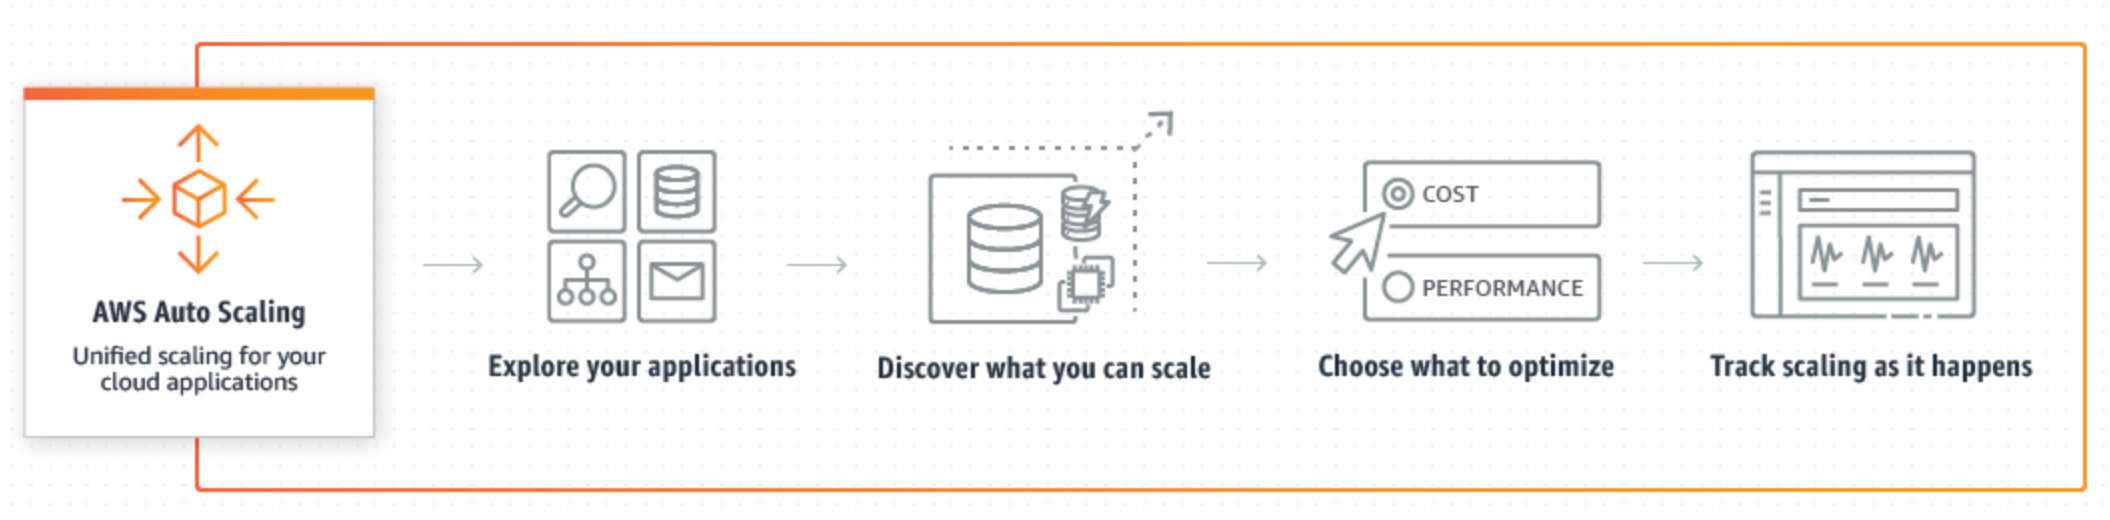 AWS Auto Scaling
Unified scaling for your
cloud applications
Explore your applications
Discover what you can scale
COST
PERFORMANCE
Choose what to optimize
Track scaling as it happens